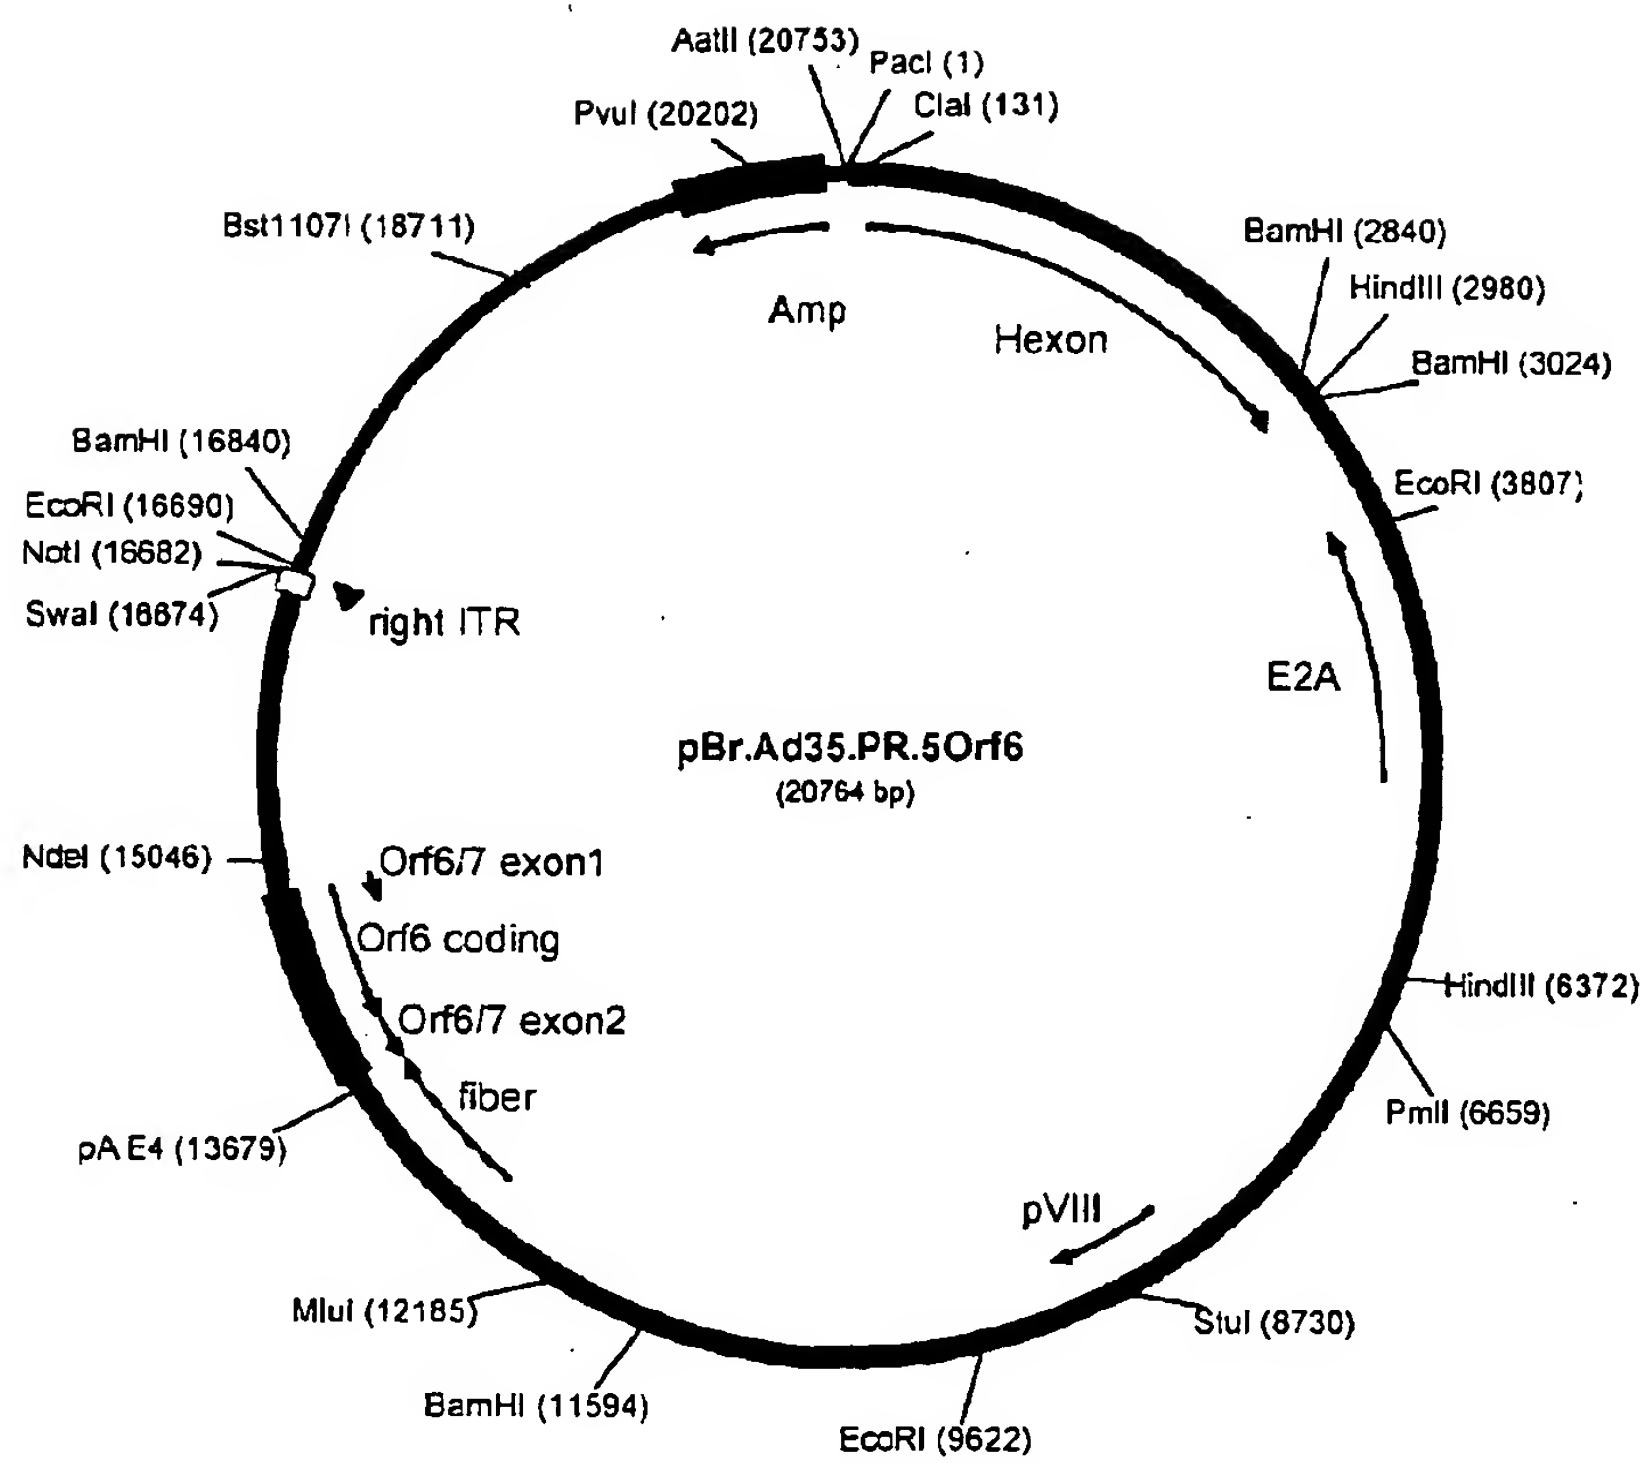 AatII (20753)
PacI (1)
ClaI (131)
PvuI (20202)
Bst1107I (18711)
BamHI (2840)
HindIII (2980)
BamHI (3024)
Amp
Hexon
BamHI (16840)
EcoRI (16690)
NotI (16682)
SwaI (16674)
EcoRI (3807)
right ITR
E2A
pBr.Ad35.PR.5Orf6
(20764 bp)
NdeI (15046)
Orf6/7 exon1
Orf6 coding
Orf6/7 exon2
fiber
HindIII (6372)
PmlI (6659)
pA E4 (13679)
pVIII
MluI (12185)
StuI (8730)
BamHI (11594)
EcoRI (9622)